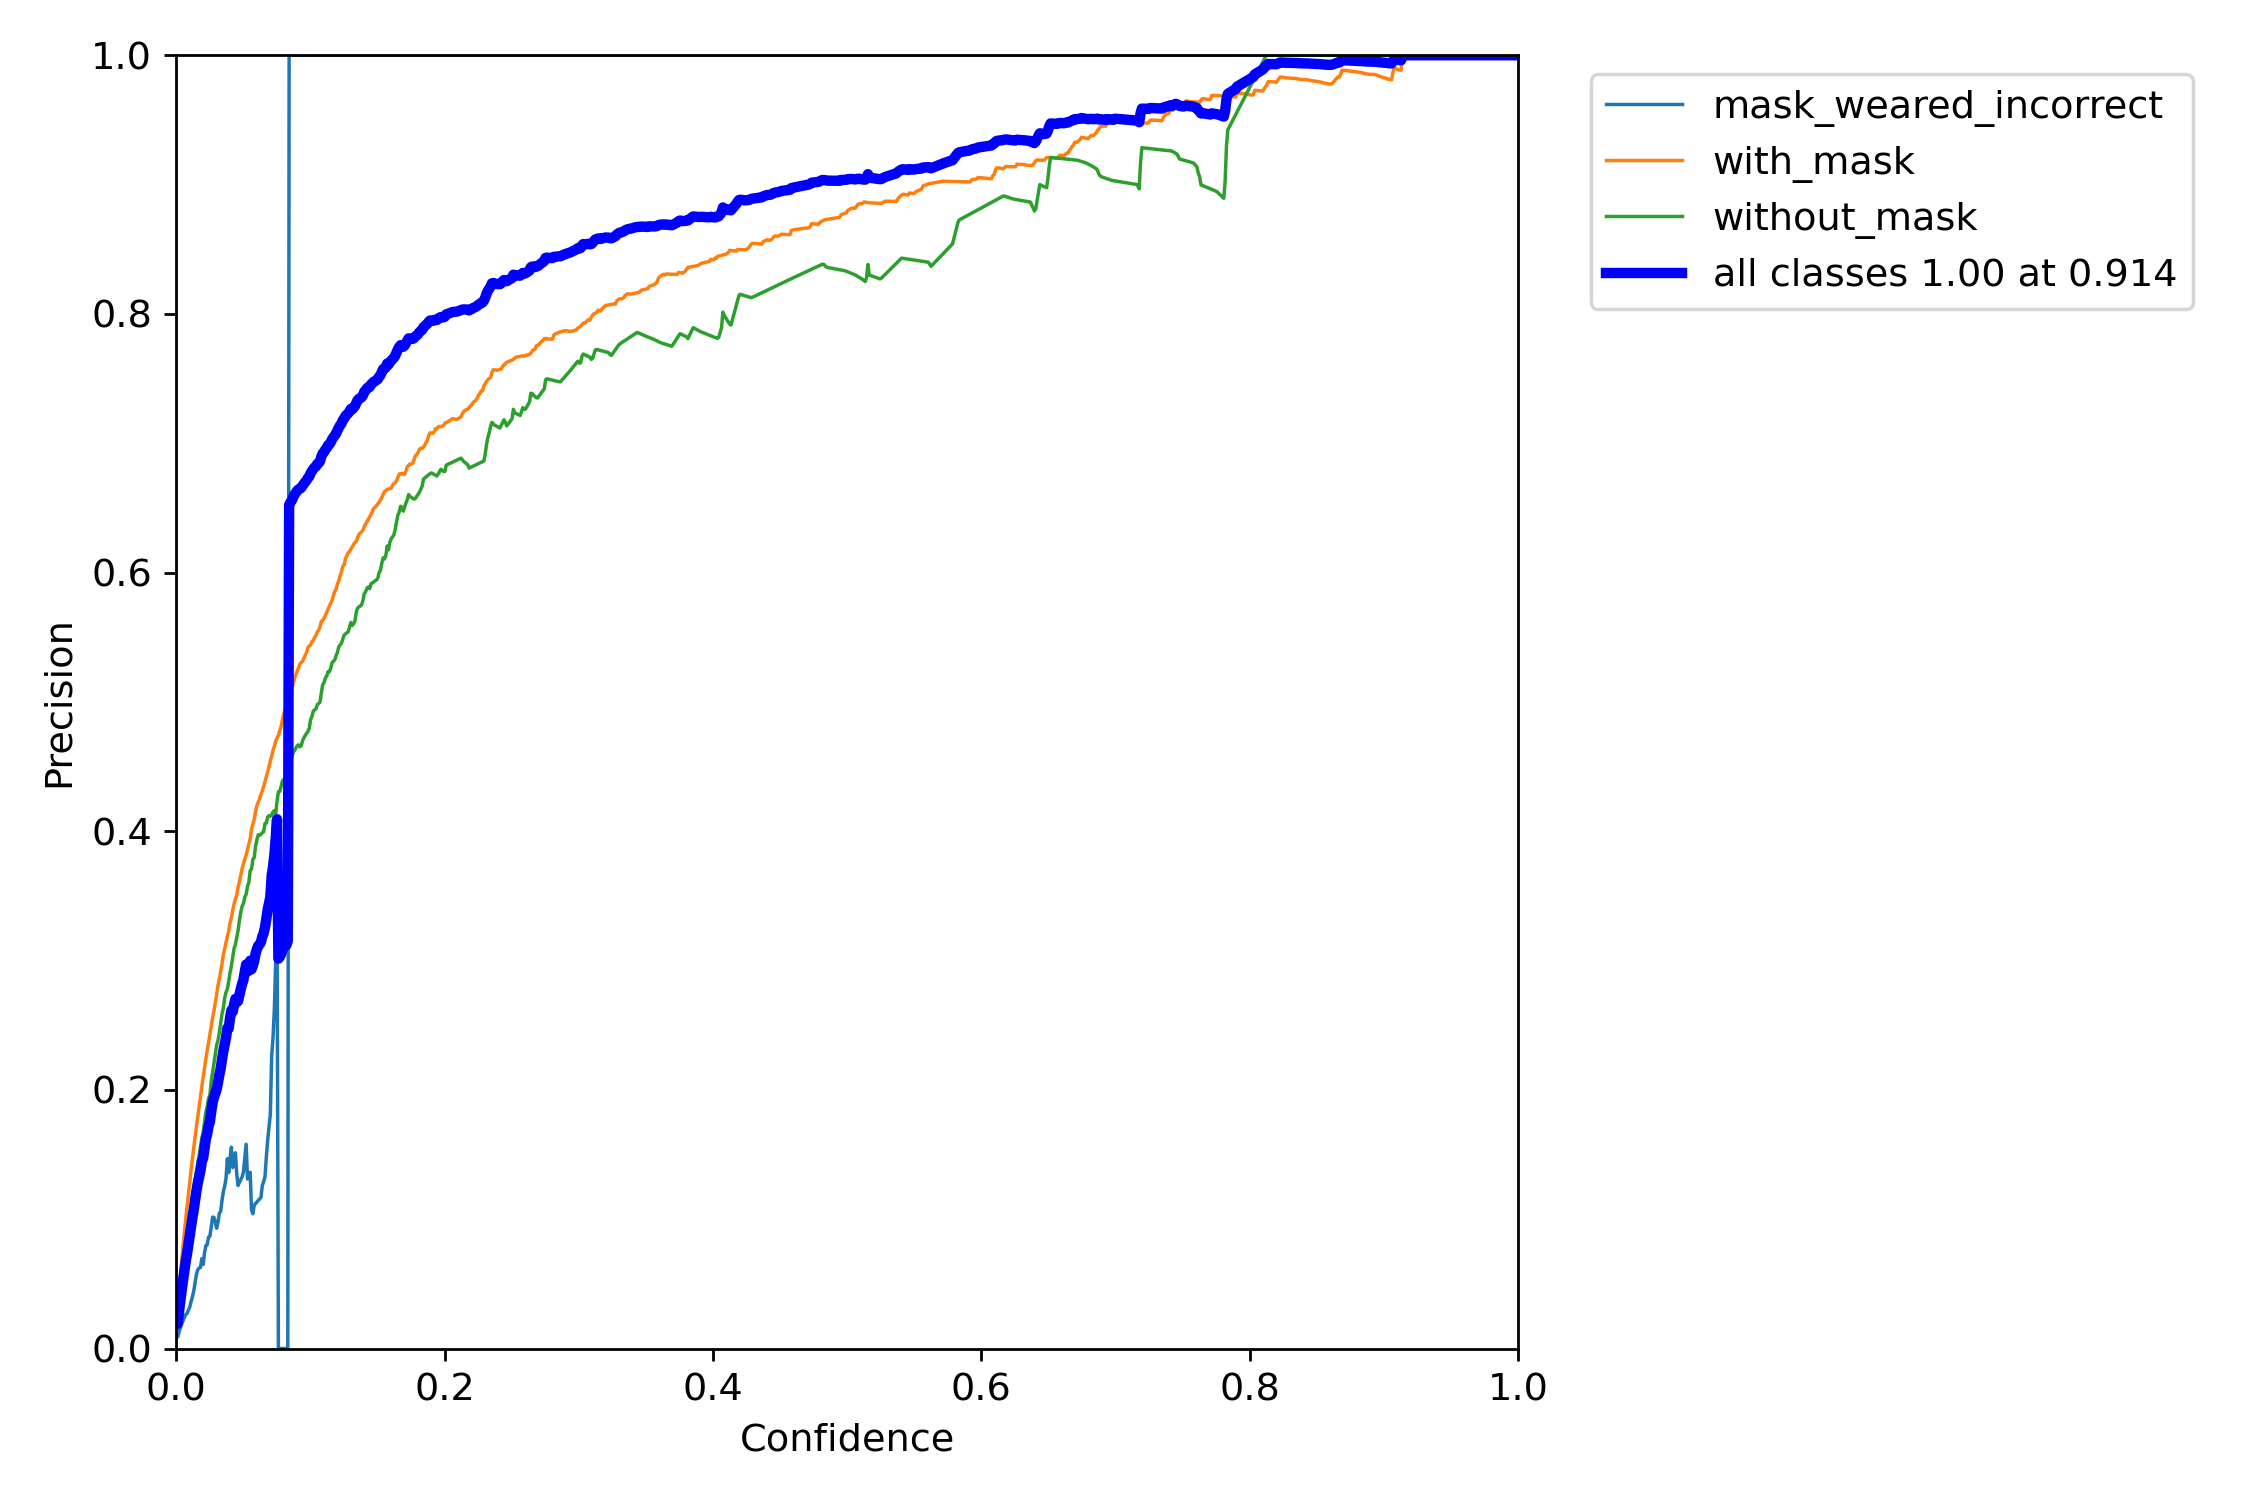 1.0
0.8
0.6
0.4
0.2
0.0
Precision
0.0 0.2 0.4 0.6 0.8 1.0
Confidence
mask_weared_incorrect
with_mask
without_mask
all classes 1.00 at 0.914